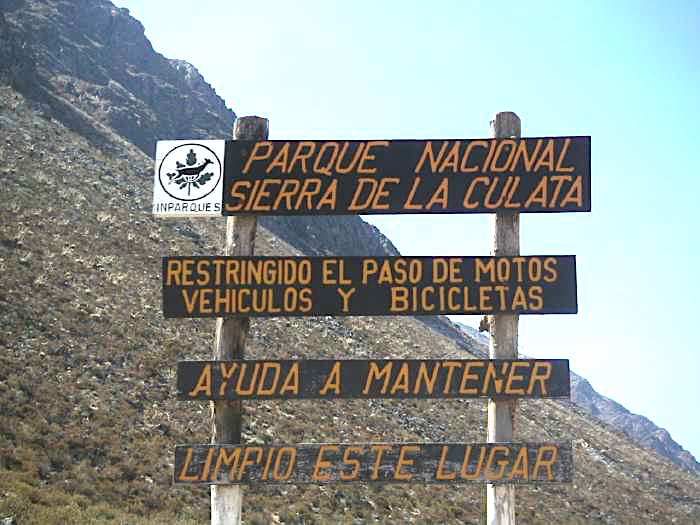 PARQUE NACIONAL
SIERRA DE LA CULATA
INPARQUES
RESTRINGIDO EL PASO DE MOTOS
VEHICULOS Y BICICLETAS
AYUDA A MANTENER
LIMPIO ESTE LUGAR